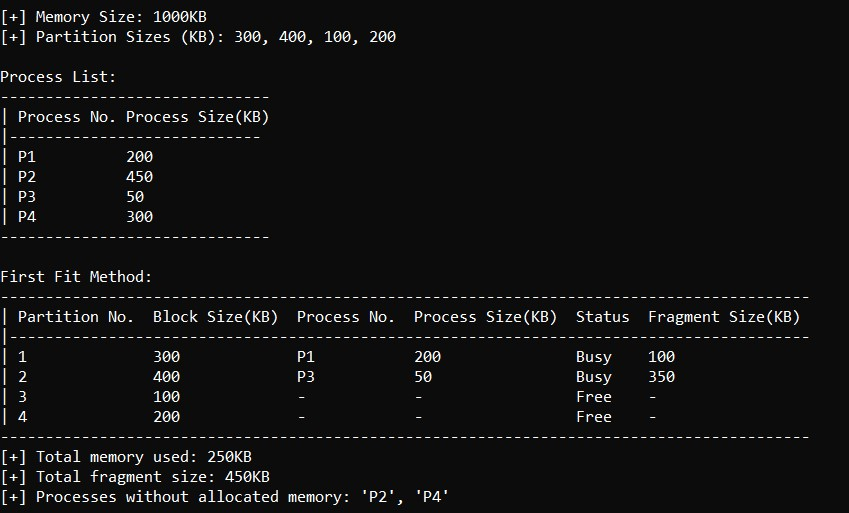 [+] Memory Size: 1000KB
[+] Partition Sizes (KB): 300, 400, 100, 200
Process List:
------------------------------
| Process No. Process Size(KB)
|----------------------------
| P1          200
| P2          450
| P3          50
| P4          300
------------------------------
First Fit Method:
------------------------------------------------------------------------------------------
| Partition No.  Block Size(KB)  Process No.  Process Size(KB)  Status  Fragment Size(KB)
|-----------------------------------------------------------------------------------------
| 1              300             P1           200               Busy    100
| 2              400             P3           50                Busy    350
| 3              100             -            -                 Free    -
| 4              200             -            -                 Free    -
------------------------------------------------------------------------------------------
[+] Total memory used: 250KB
[+] Total fragment size: 450KB
[+] Processes without allocated memory: 'P2', 'P4'